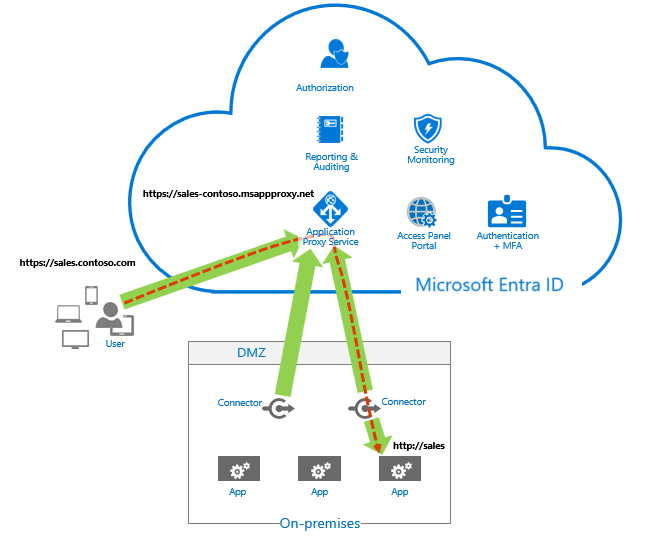 Authorization
Reporting &
Auditing
Security
Monitoring
https://sales-contoso.msappproxy.net
Application
Proxy Service
Access Panel
Portal
Authentication
+ MFA
https://sales.contoso.com
Microsoft Entra ID
User
DMZ
Connector
Connector
http://sales
App
App
App
On-premises